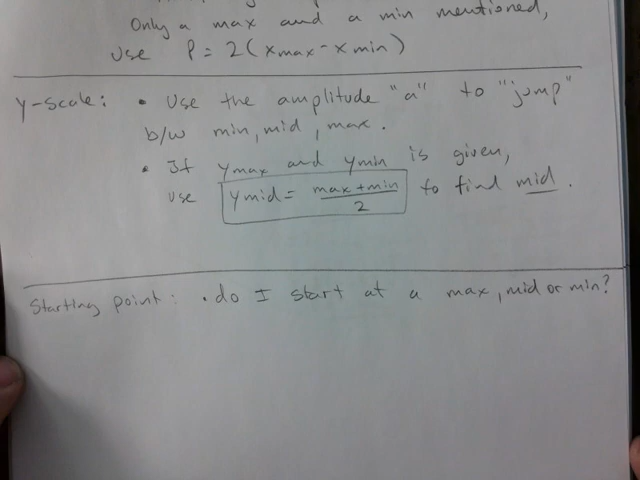 Only a max and a min mentioned,
use P = 2(xmax - xmin)
y-scale: • Use the amplitude "a" to "jump"
b/w min, mid, max.
• If ymax and ymin is given,
use ymid = max + min / 2 to find mid.
Starting point: • do I start at a max, mid or min?